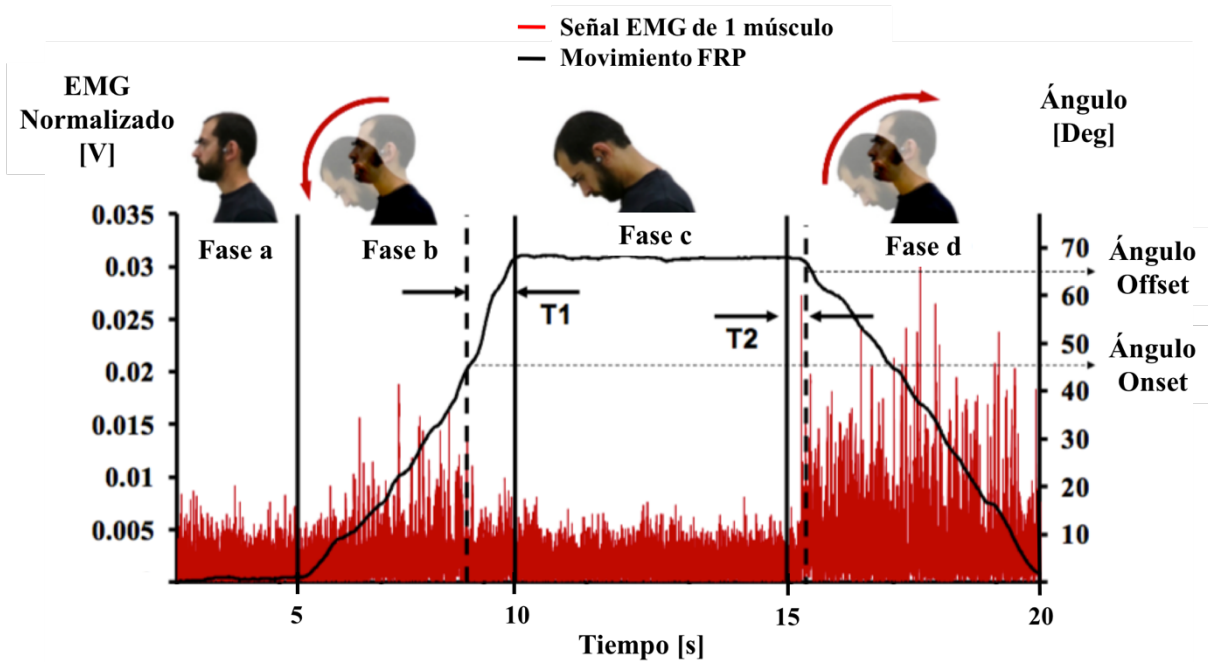 Señal EMG de 1 músculo
Movimiento FRP
EMG
Normalizado
[V]
Ángulo
[Deg]
Fase a
Fase b
Fase c
Fase d
0.035
0.03
0.025
0.02
0.015
0.01
0.005
70
60
50
40
30
20
10
Ángulo
Offset
Ángulo
Onset
T1
T2
5
10
15
20
Tiempo [s]